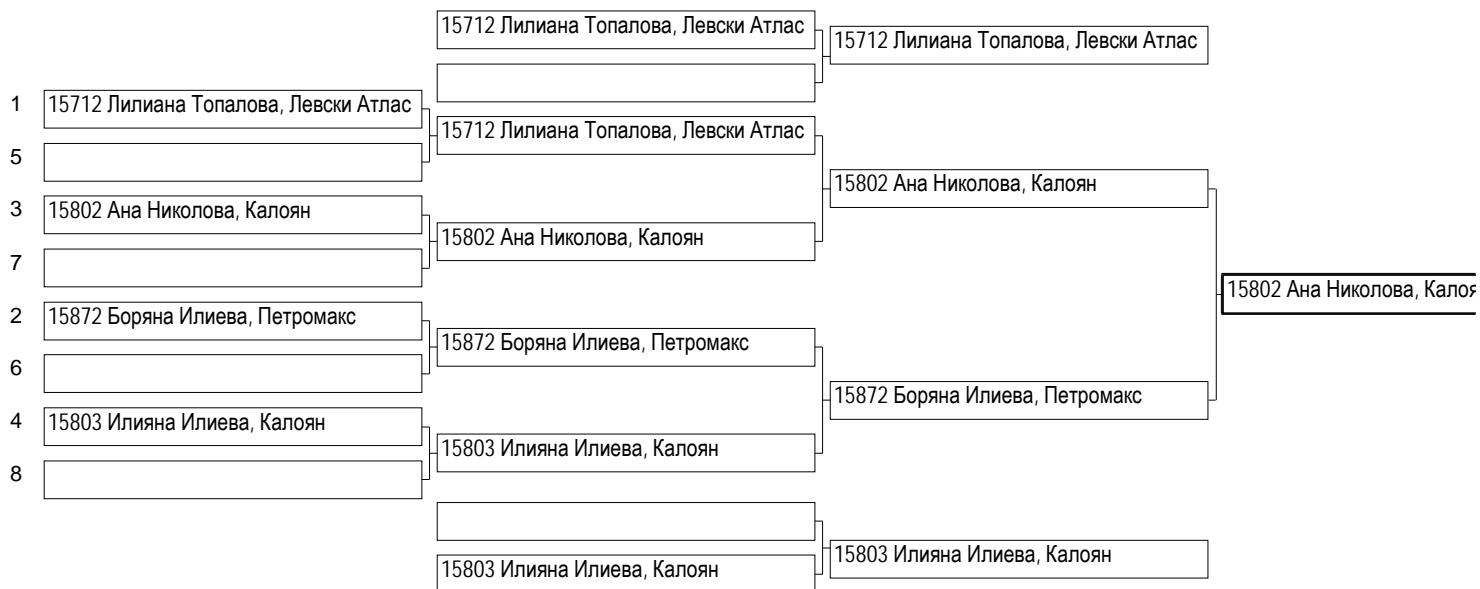 15712 Лилиана Топалова, Левски Атлас
15712 Лилиана Топалова, Левски Атлас
1 15712 Лилиана Топалова, Левски Атлас
15712 Лилиана Топалова, Левски Атлас
5
15802 Ана Николова, Калоян
3 15802 Ана Николова, Калоян
15802 Ана Николова, Калоян
7
15802 Ана Николова, Кало
2 15872 Боряна Илиева, Петромакс
15872 Боряна Илиева, Петромакс
6
15872 Боряна Илиева, Петромакс
4 15803 Илияна Илиева, Калоян
15803 Илияна Илиева, Калоян
8
15803 Илияна Илиева, Калоян
15803 Илияна Илиева, Калоян